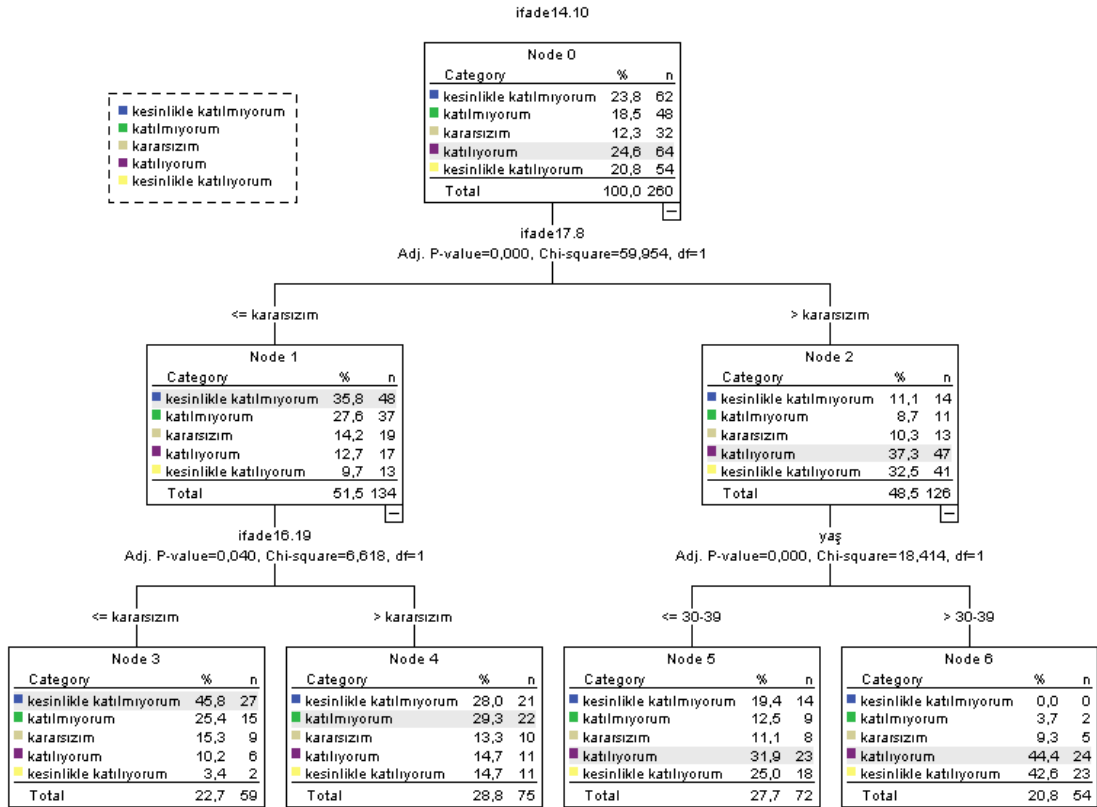 ifade14.10
Node 0
Category % n
kesinlikle katılmıyorum 23,8 62
katılmıyorum 18,5 48
kararsızım 12,3 32
katılıyorum 24,6 64
kesinlikle katılıyorum 20,8 54
Total 100,0 260
kesinlikle katılmıyorum
katılmıyorum
kararsızım
katılıyorum
kesinlikle katılıyorum
ifade17.8
Adj. P-value=0,000, Chi-square=59,954, df=1
<= kararsızım
> kararsızım
Node 1
Category % n
kesinlikle katılmıyorum 35,8 48
katılmıyorum 27,6 37
kararsızım 14,2 19
katılıyorum 12,7 17
kesinlikle katılıyorum 9,7 13
Total 51,5 134
Node 2
Category % n
kesinlikle katılmıyorum 11,1 14
katılmıyorum 8,7 11
kararsızım 10,3 13
katılıyorum 37,3 47
kesinlikle katılıyorum 32,5 41
Total 48,5 126
ifade16.19
Adj. P-value=0,040, Chi-square=6,618, df=1
yaş
Adj. P-value=0,000, Chi-square=18,414, df=1
<= kararsızım
> kararsızım
<= 30-39
> 30-39
Node 3
Category % n
kesinlikle katılmıyorum 45,8 27
katılmıyorum 25,4 15
kararsızım 15,3 9
katılıyorum 10,2 6
kesinlikle katılıyorum 3,4 2
Total 22,7 59
Node 4
Category % n
kesinlikle katılmıyorum 28,0 21
katılmıyorum 29,3 22
kararsızım 13,3 10
katılıyorum 14,7 11
kesinlikle katılıyorum 14,7 11
Total 28,8 75
Node 5
Category % n
kesinlikle katılmıyorum 19,4 14
katılmıyorum 12,5 9
kararsızım 11,1 8
katılıyorum 31,9 23
kesinlikle katılıyorum 25,0 18
Total 27,7 72
Node 6
Category % n
kesinlikle katılmıyorum 0,0 0
katılmıyorum 3,7 2
kararsızım 9,3 5
katılıyorum 44,4 24
kesinlikle katılıyorum 42,6 23
Total 20,8 54